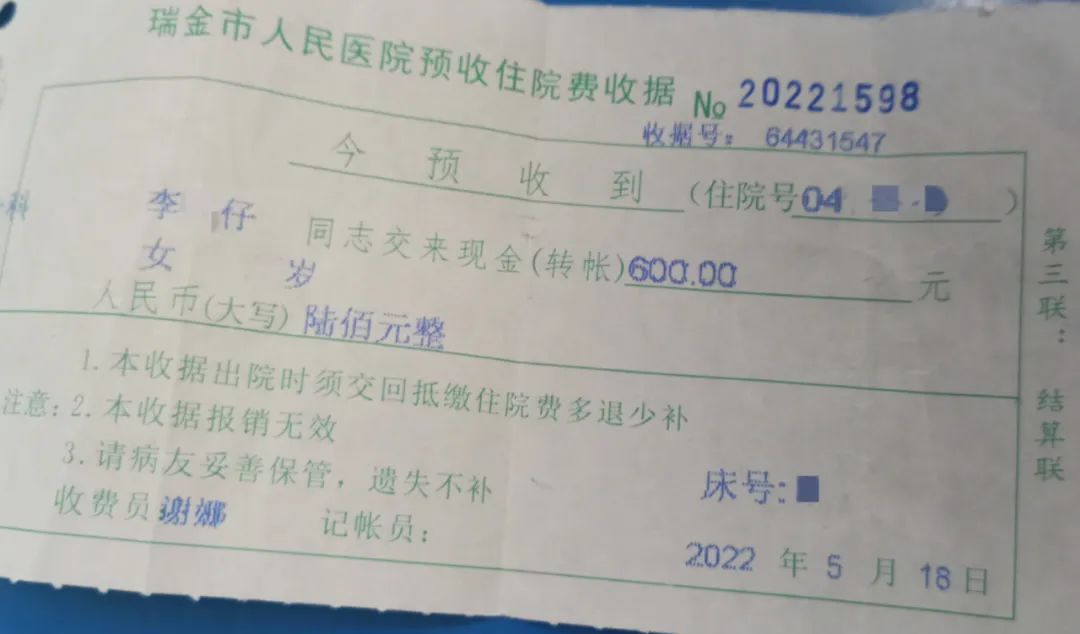 瑞金市人民医院预收住院费收据 № 20221598
收据号: 64431547
今预收到(住院号04)
科
李 仔 同志交来现金(转帐)600.00元
女 岁
人民币(大写)陆佰元整
第三联: 结算联
1.本收据出院时须交回抵缴住院费多退少补
注意: 2.本收据报销无效
3.请病友妥善保管,遗失不补
床号:
收费员 谢娜 记帐员:
2022年5月18日